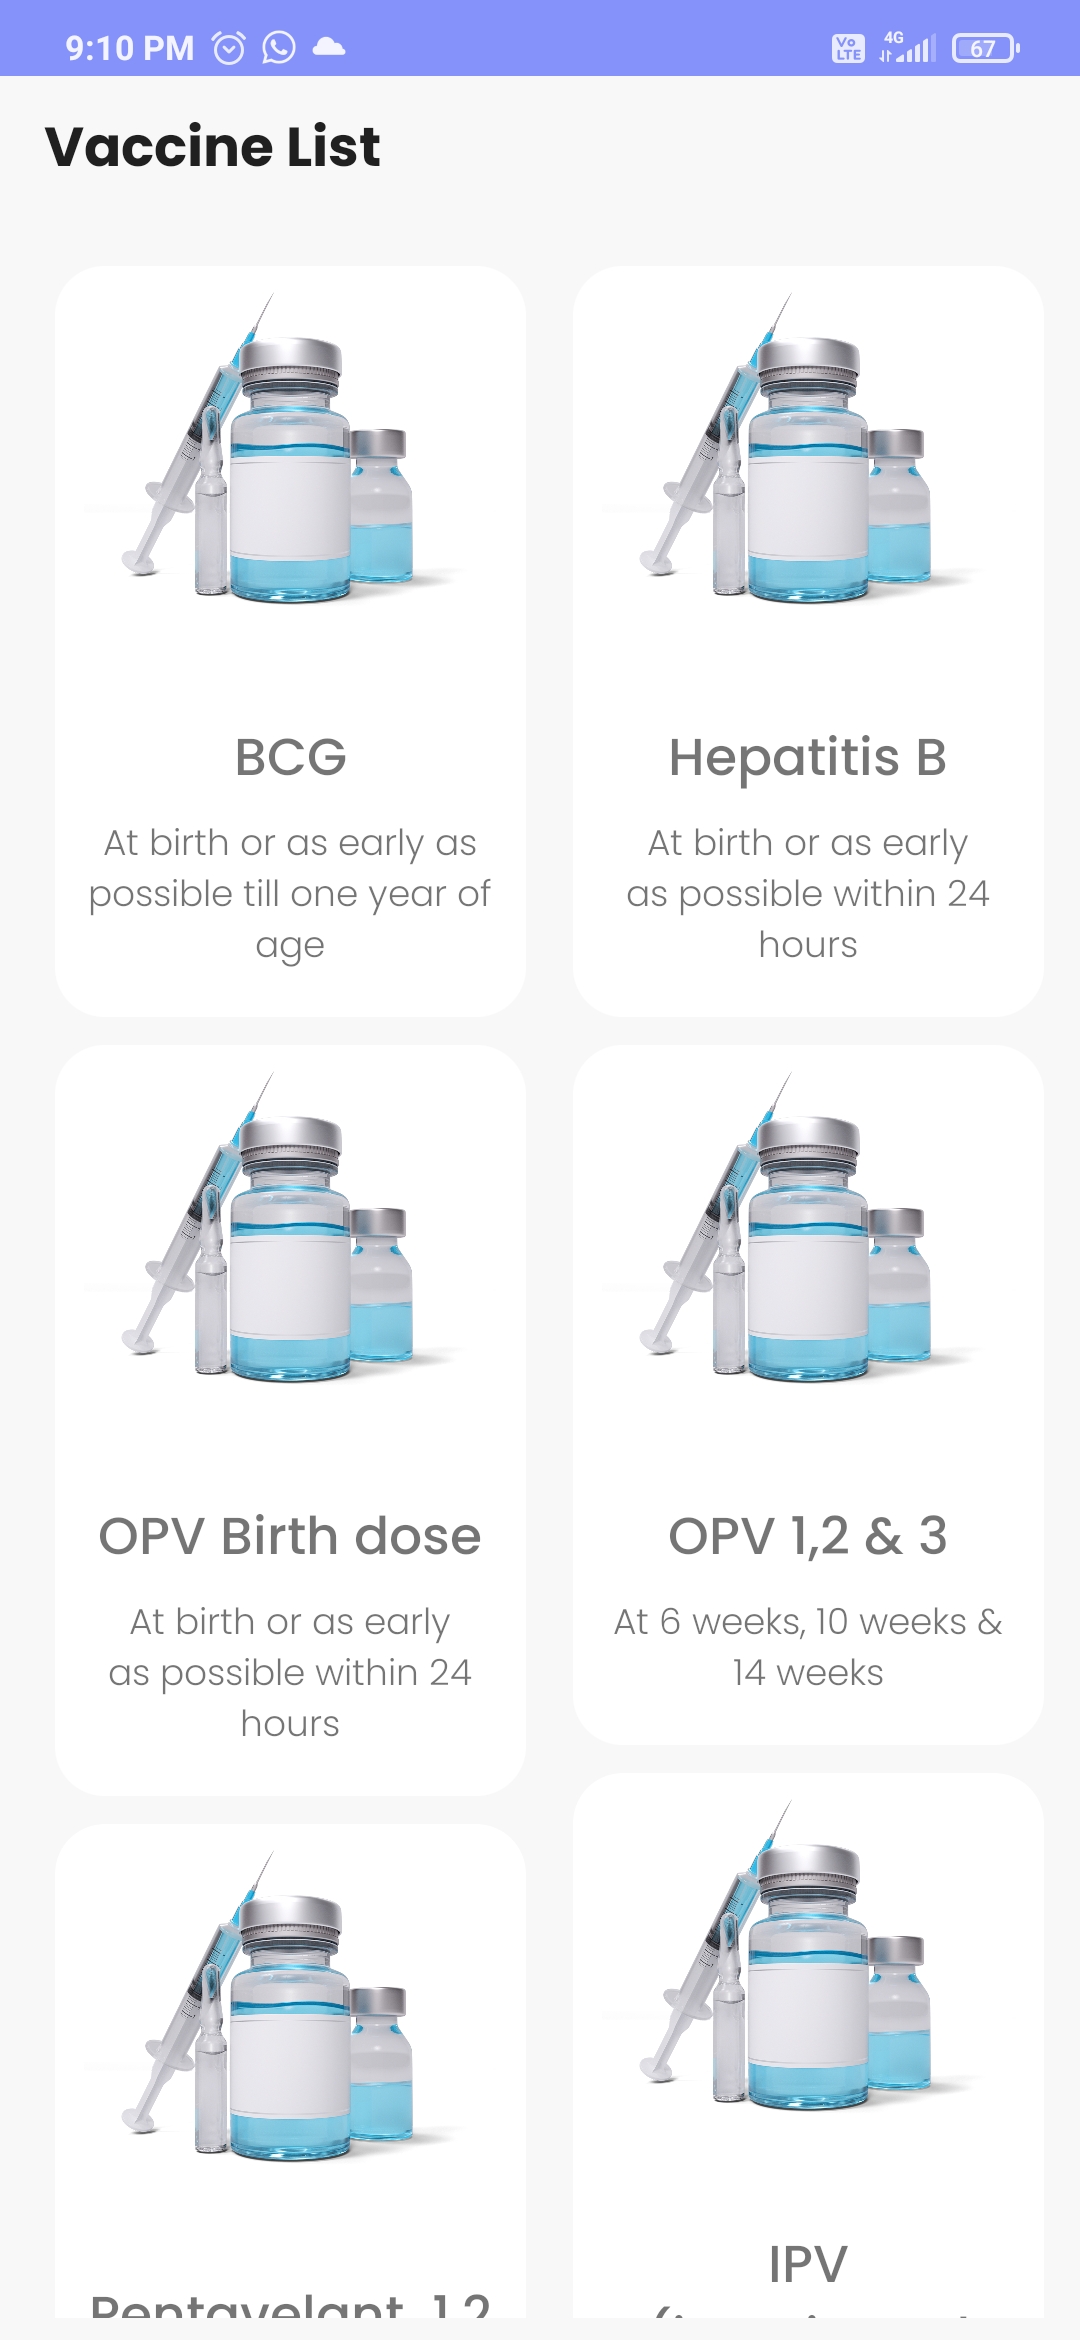 9:10 PM
Vo LTE 4G 67
Vaccine List
BCG
At birth or as early as
possible till one year of
age
Hepatitis B
At birth or as early
as possible within 24
hours
OPV Birth dose
At birth or as early
as possible within 24
hours
OPV 1,2 & 3
At 6 weeks, 10 weeks &
14 weeks
Pentavelant 1,2
IPV